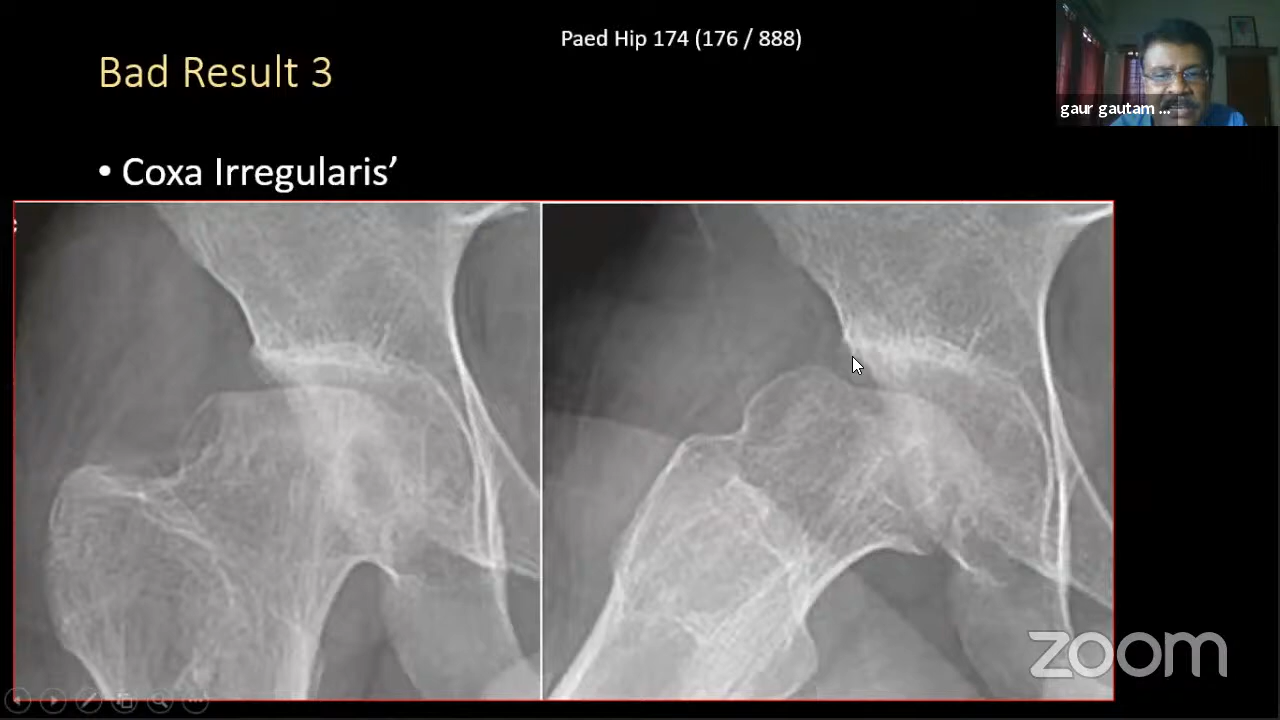 Paed Hip 174 (176 / 888)
Bad Result 3
gaur gautam ...
• Coxa Irregularis’
zoom